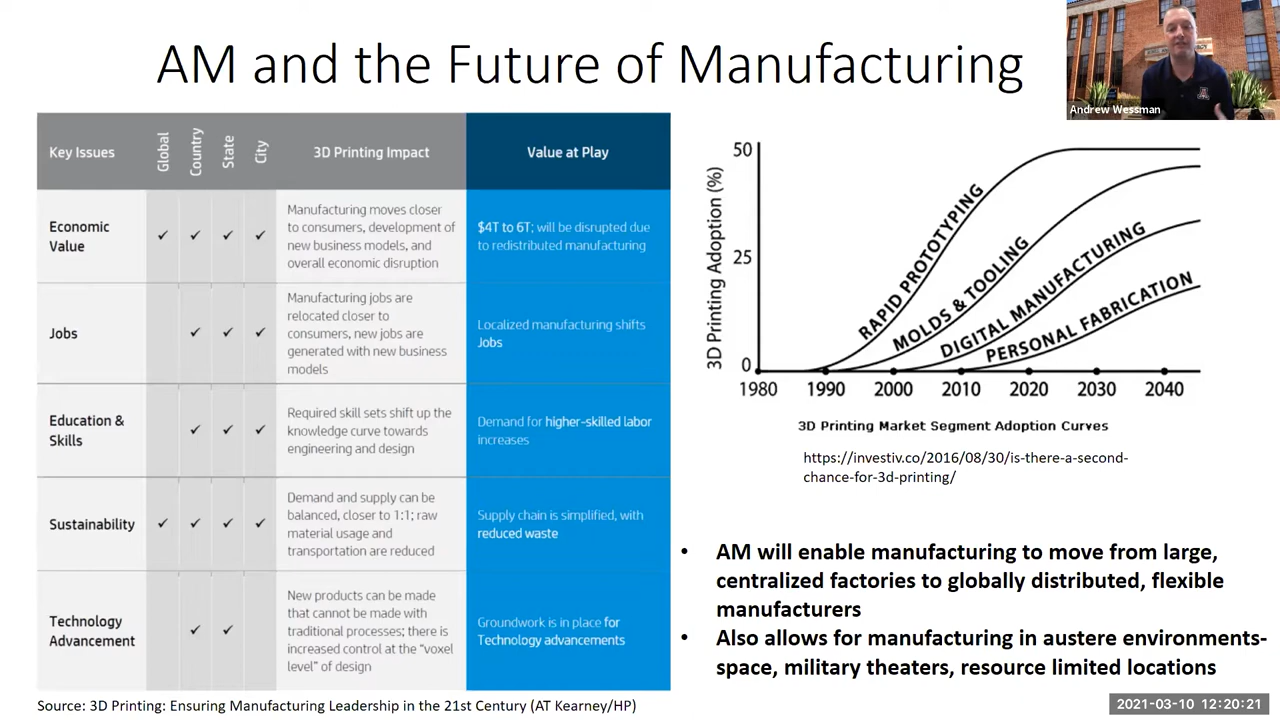 AM and the Future of Manufacturing
Andrew Wessman
Key Issues
Global
Country
State
City
3D Printing Impact
Value at Play
Economic
Value
✓ ✓ ✓ ✓
Manufacturing moves closer
to consumers, development of
new business models, and
overall economic disruption
$4T to 6T; will be disrupted due
to redistributed manufacturing
Jobs
✓ ✓ ✓
Manufacturing jobs are
relocated closer to
consumers, new jobs are
generated with new business
models
Localized manufacturing shifts
Jobs
Education &
Skills
✓ ✓ ✓
Required skill sets shift up the
knowledge curve towards
engineering and design
Demand for higher-skilled labor
increases
Sustainability
✓ ✓ ✓ ✓
Demand and supply can be
balanced, closer to 1:1; raw
material usage and
transportation are reduced
Supply chain is simplified, with
reduced waste
Technology
Advancement
✓ ✓
New products can be made
that cannot be made with
traditional processes; there is
increased control at the “voxel
level” of design
Groundwork is in place for
Technology advancements
Source: 3D Printing: Ensuring Manufacturing Leadership in the 21st Century (AT Kearney/HP)
3D Printing Adoption (%)
50
25
0
RAPID PROTOTYPING
MOLDS & TOOLING
DIGITAL MANUFACTURING
PERSONAL FABRICATION
1980 1990 2000 2010 2020 2030 2040
3D Printing Market Segment Adoption Curves
https://investiv.co/2016/08/30/is-there-a-second-
chance-for-3d-printing/
• AM will enable manufacturing to move from large,
centralized factories to globally distributed, flexible
manufacturers
• Also allows for manufacturing in austere environments-
space, military theaters, resource limited locations
2021-03-10 12:20:21